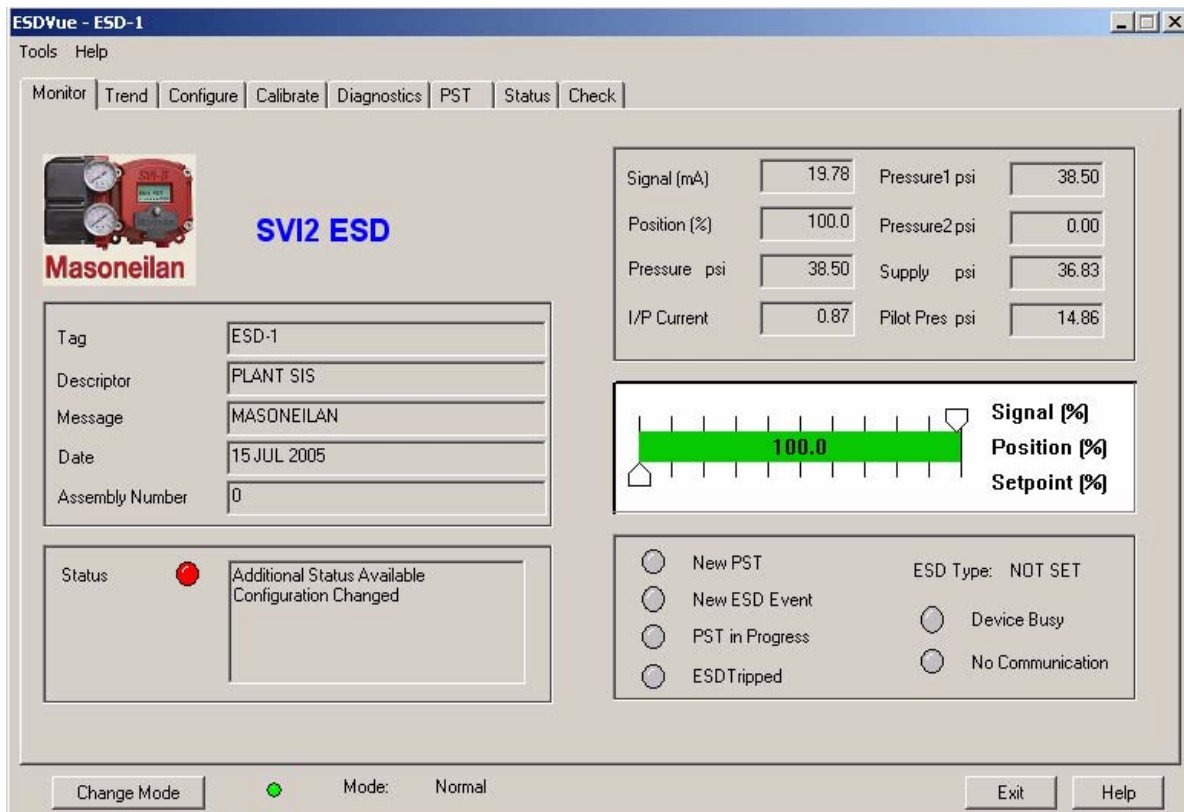 ESDVue - ESD-1
Tools Help
Monitor Trend Configure Calibrate Diagnostics PST Status Check
SVI-II
Masoneilan
SVI2 ESD
Tag ESD-1
Descriptor PLANT SIS
Message MASONEILAN
Date 15 JUL 2005
Assembly Number 0
Status Additional Status Available
Configuration Changed
Signal (mA) 19.78 Pressure1 psi 38.50
Position (%) 100.0 Pressure2 psi 0.00
Pressure psi 38.50 Supply psi 36.83
I/P Current 0.87 Pilot Pres psi 14.86
Signal (%)
100.0 Position (%)
Setpoint (%)
New PST
New ESD Event
PST in Progress
ESDTripped
ESD Type: NOT SET
Device Busy
No Communication
Change Mode Mode: Normal Exit Help